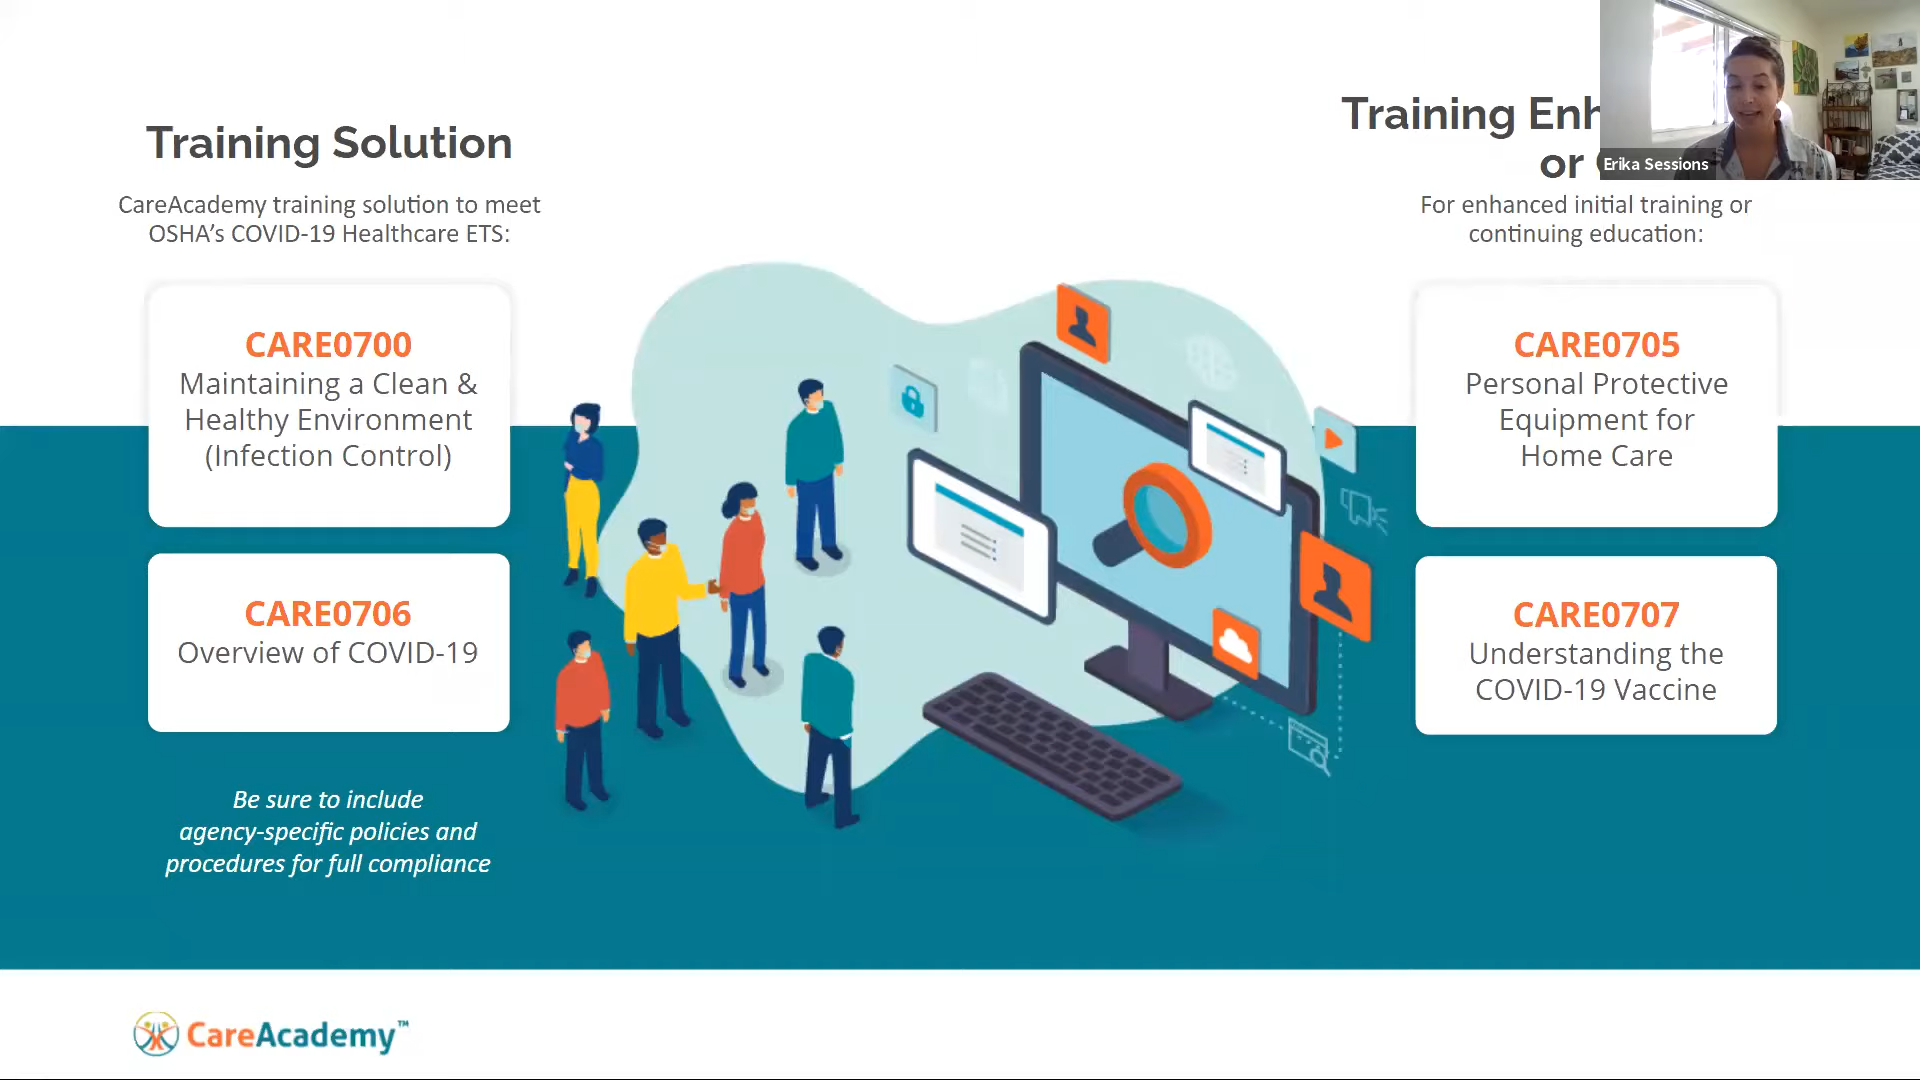 Training Solution
CareAcademy training solution to meet
OSHA's COVID-19 Healthcare ETS:
CARE0700
Maintaining a Clean &
Healthy Environment
(Infection Control)
CARE0706
Overview of COVID-19
Be sure to include
agency-specific policies and
procedures for full compliance
Training
or
Erika Sessions
For enhanced initial training or
continuing education:
CARE0705
Personal Protective
Equipment for
Home Care
CARE0707
Understanding the
COVID-19 Vaccine
CareAcademy™